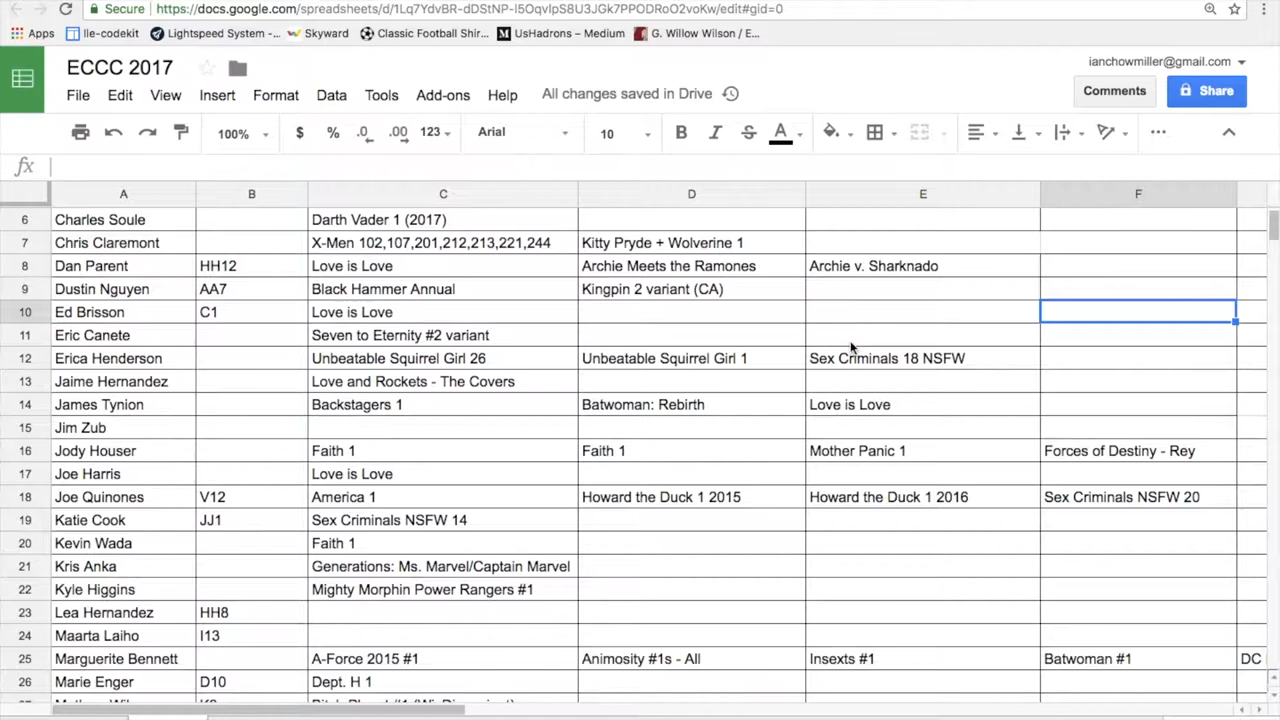 Secure https://docs.google.com/spreadsheets/d/1Lq7YdvBR-dDStNP-I5OqvIpS8U3JGk7PPODRoO2voKw/edit#gid=0
Apps lle-codekit Lightspeed System -... Skyward Classic Football Shir... UsHadrons – Medium G. Willow Wilson / E...
ECCC 2017 ianchowmiller@gmail.com
File Edit View Insert Format Data Tools Add-ons Help All changes saved in Drive Comments Share
100% $ % .0 .00 123 Arial 10 B I S A ...
fx
A B C D E F
6 Charles Soule Darth Vader 1 (2017)
7 Chris Claremont X-Men 102,107,201,212,213,221,244 Kitty Pryde + Wolverine 1
8 Dan Parent HH12 Love is Love Archie Meets the Ramones Archie v. Sharknado
9 Dustin Nguyen AA7 Black Hammer Annual Kingpin 2 variant (CA)
10 Ed Brisson C1 Love is Love
11 Eric Canete Seven to Eternity #2 variant
12 Erica Henderson Unbeatable Squirrel Girl 26 Unbeatable Squirrel Girl 1 Sex Criminals 18 NSFW
13 Jaime Hernandez Love and Rockets - The Covers
14 James Tynion Backstagers 1 Batwoman: Rebirth Love is Love
15 Jim Zub
16 Jody Houser Faith 1 Faith 1 Mother Panic 1 Forces of Destiny - Rey
17 Joe Harris Love is Love
18 Joe Quinones V12 America 1 Howard the Duck 1 2015 Howard the Duck 1 2016 Sex Criminals NSFW 20
19 Katie Cook JJ1 Sex Criminals NSFW 14
20 Kevin Wada Faith 1
21 Kris Anka Generations: Ms. Marvel/Captain Marvel
22 Kyle Higgins Mighty Morphin Power Rangers #1
23 Lea Hernandez HH8
24 Maarta Laiho I13
25 Marguerite Bennett A-Force 2015 #1 Animosity #1s - All Insexts #1 Batwoman #1 DC
26 Marie Enger D10 Dept. H 1